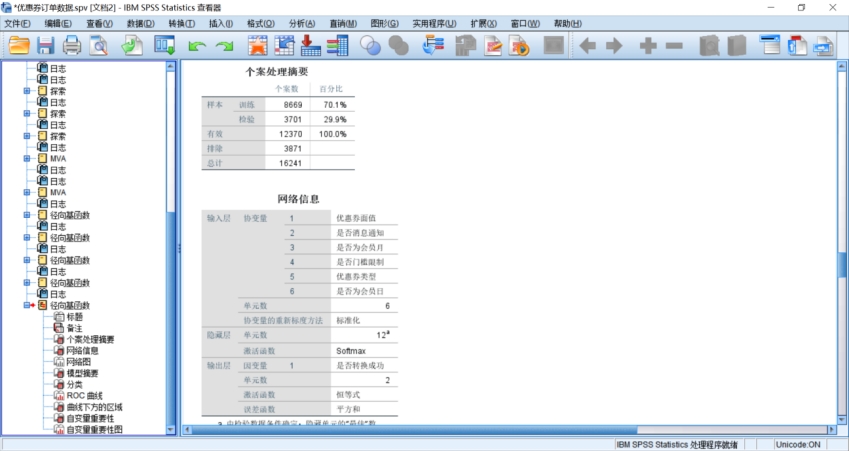 *优惠券订单数据.spv [文档2] - IBM SPSS Statistics 查看器
文件(F) 编辑(E) 查看(V) 数据(D) 转换(T) 插入(I) 格式(O) 分析(A) 直销(M) 图形(G) 实用程序(U) 扩展(X) 窗口(W) 帮助(H)
日志
日志
探索
日志
探索
日志
探索
日志
MVA
日志
日志
MVA
日志
径向基函数
日志
径向基函数
日志
径向基函数
日志
径向基函数
日志
径向基函数
标题
备注
个案处理摘要
网络信息
网络图
模型摘要
分类
ROC 曲线
曲线下方的区域
自变量重要性
自变量重要性图
个案处理摘要
个案数 百分比
样本 训练 8669 70.1%
检验 3701 29.9%
有效 12370 100.0%
排除 3871
总计 16241
网络信息
输入层 协变量 1 优惠券面值
2 是否消息通知
3 是否为会员月
4 是否门槛限制
5 优惠券类型
6 是否为会员日
单元数 6
协变量的重新标度方法 标准化
隐藏层 单元数 12a
激活函数 Softmax
输出层 因变量 1 是否转换成功
单元数 2
激活函数 恒等式
误差函数 平方和
a. 由检验数据条件确定：隐藏单元的“最佳”数
IBM SPSS Statistics 处理程序就绪 Unicode:ON